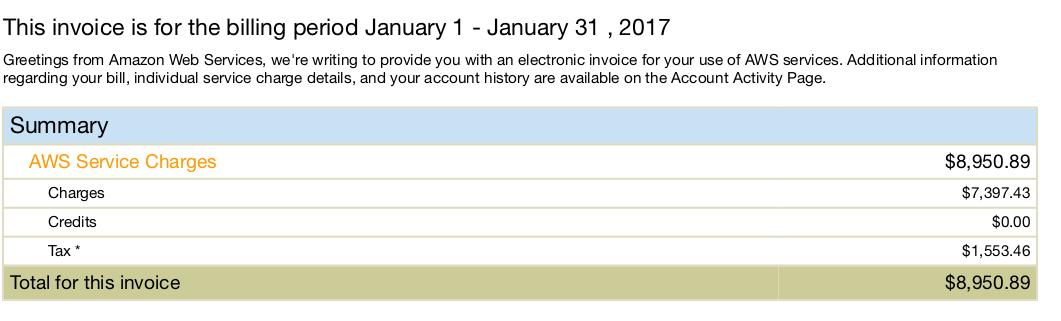 This invoice is for the billing period January 1 - January 31 , 2017
Greetings from Amazon Web Services, we're writing to provide you with an electronic invoice for your use of AWS services. Additional information
regarding your bill, individual service charge details, and your account history are available on the Account Activity Page.
Summary
AWS Service Charges $8,950.89
Charges $7,397.43
Credits $0.00
Tax * $1,553.46
Total for this invoice $8,950.89